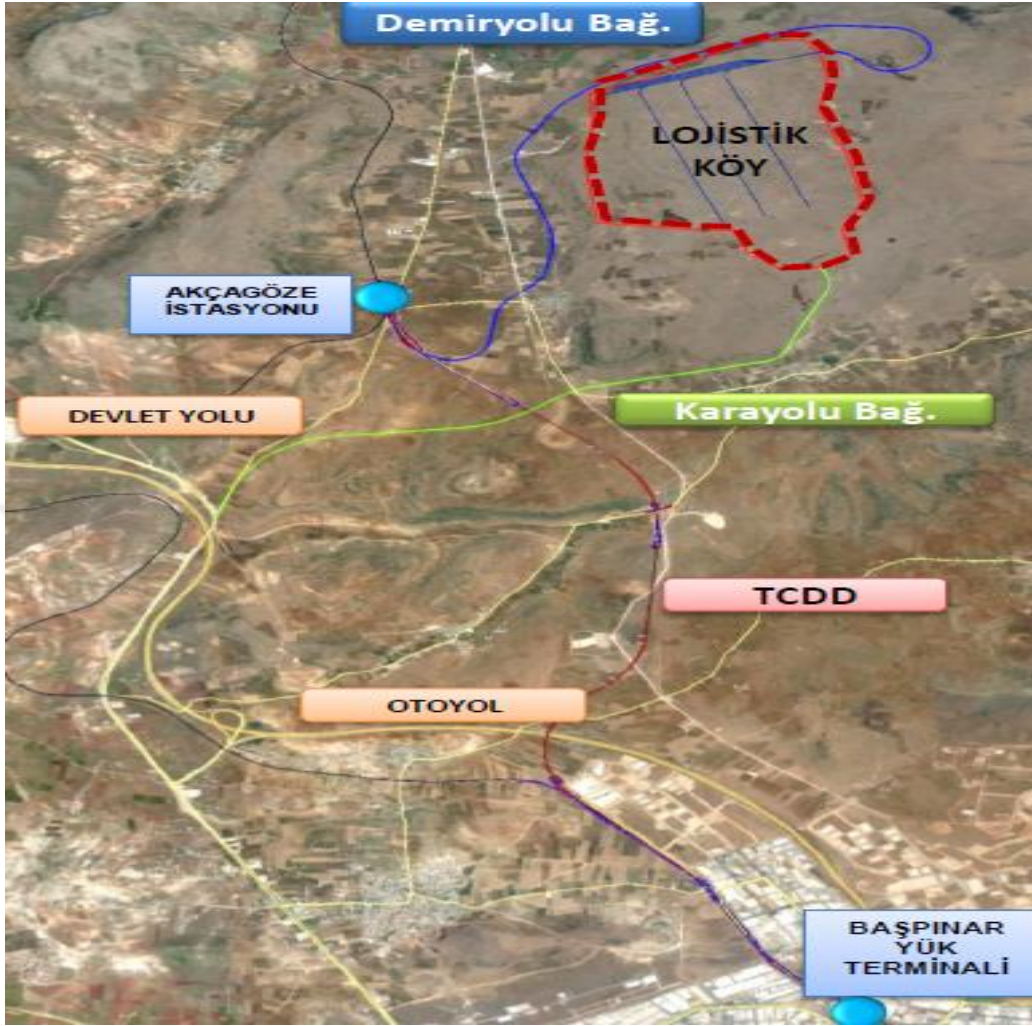 Demiryolu Bağ.
LOJİSTİK
KÖY
AKÇAGÖZE
İSTASYONU
DEVLET YOLU
Karayolu Bağ.
TCDD
OTOYOL
BAŞPINAR
YÜK
TERMİNALİ